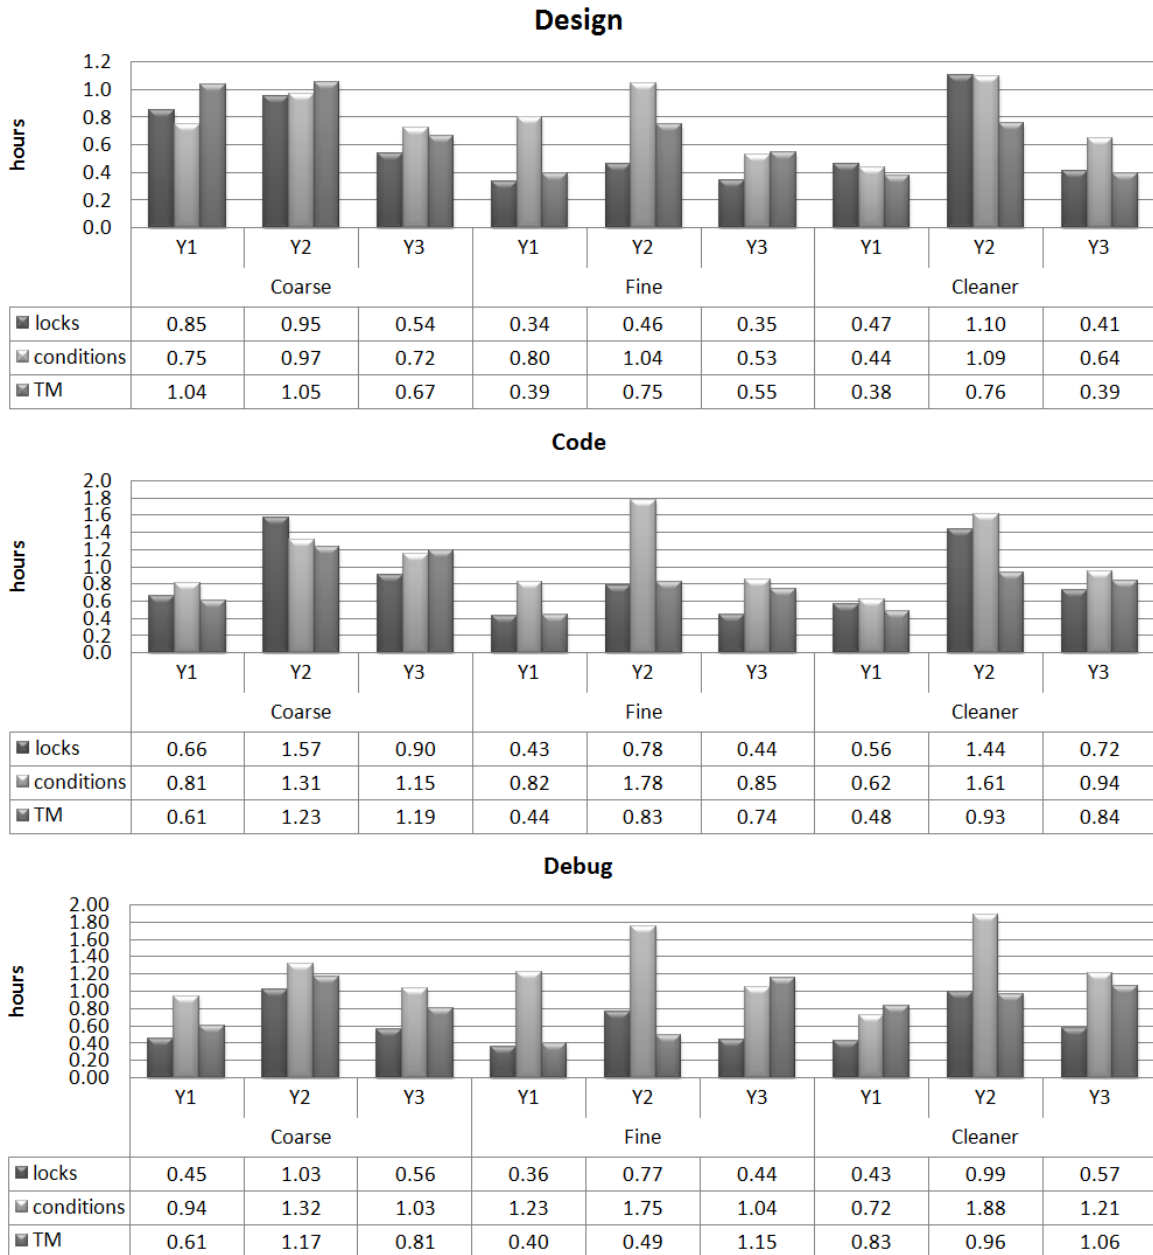 Design
hours
1.2
1.0
0.8
0.6
0.4
0.2
0.0
Y1 Y2 Y3 Y1 Y2 Y3 Y1 Y2 Y3
Coarse Fine Cleaner
locks 0.85 0.95 0.54 0.34 0.46 0.35 0.47 1.10 0.41
conditions 0.75 0.97 0.72 0.80 1.04 0.53 0.44 1.09 0.64
TM 1.04 1.05 0.67 0.39 0.75 0.55 0.38 0.76 0.39
Code
hours
2.0
1.8
1.6
1.4
1.2
1.0
0.8
0.6
0.4
0.2
0.0
Y1 Y2 Y3 Y1 Y2 Y3 Y1 Y2 Y3
Coarse Fine Cleaner
locks 0.66 1.57 0.90 0.43 0.78 0.44 0.56 1.44 0.72
conditions 0.81 1.31 1.15 0.82 1.78 0.85 0.62 1.61 0.94
TM 0.61 1.23 1.19 0.44 0.83 0.74 0.48 0.93 0.84
Debug
hours
2.00
1.80
1.60
1.40
1.20
1.00
0.80
0.60
0.40
0.20
0.00
Y1 Y2 Y3 Y1 Y2 Y3 Y1 Y2 Y3
Coarse Fine Cleaner
locks 0.45 1.03 0.56 0.36 0.77 0.44 0.43 0.99 0.57
conditions 0.94 1.32 1.03 1.23 1.75 1.04 0.72 1.88 1.21
TM 0.61 1.17 0.81 0.40 0.49 1.15 0.83 0.96 1.06